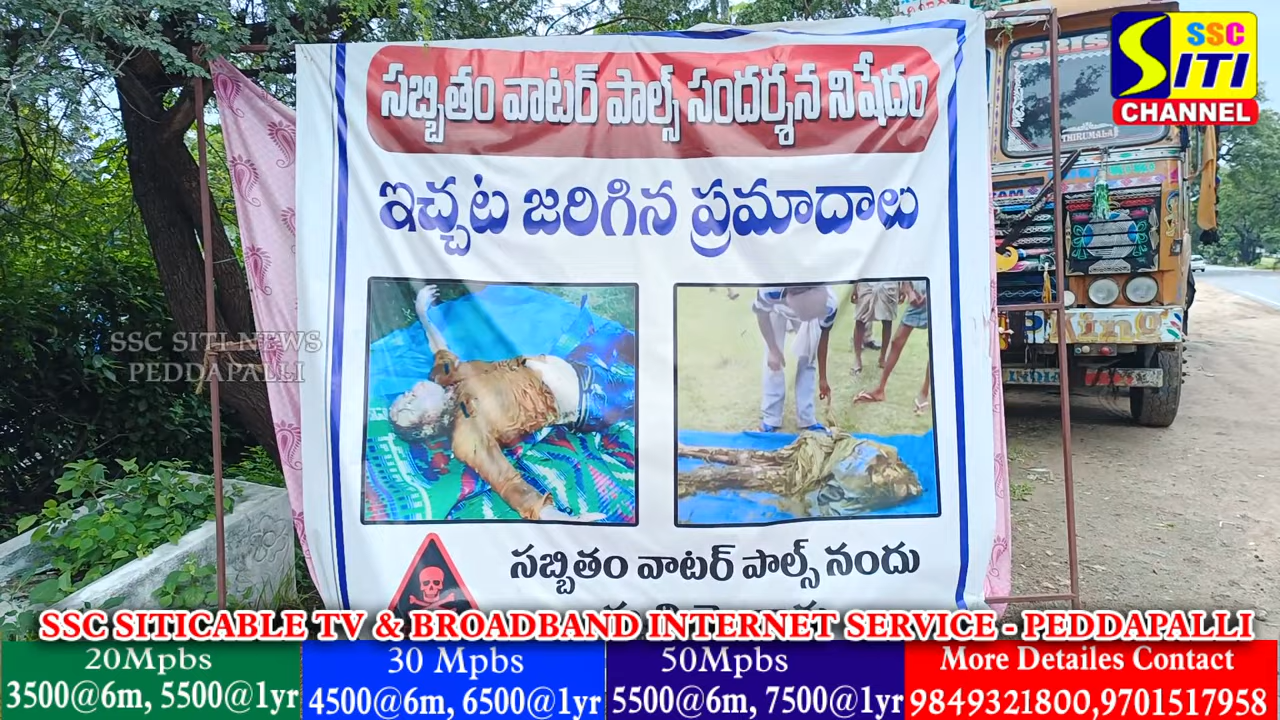 SSC
SITI
CHANNEL
సబ్బితం వాటర్ పాల్స్ సందర్శన నిషేదం
ఇచ్చట జరిగిన ప్రమాదాలు
SSC SITI NEWS
PEDDAPALLI
THIRUMALA
King
సబ్బితం వాటర్ పాల్స్ నందు
SSC SITICABLE TV & BROADBAND INTERNET SERVICE - PEDDAPALLI
20Mpbs
3500@6m, 5500@1yr
30 Mpbs
4500@6m, 6500@1yr
50Mpbs
5500@6m, 7500@1yr
More Detailes Contact
9849321800,9701517958